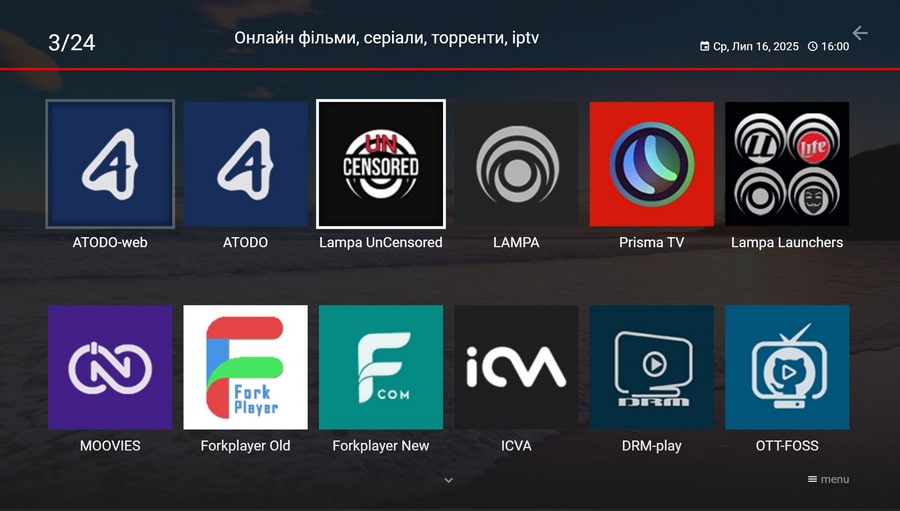 3/24
Онлайн фільми, серіали, торренти, iptv
Ср, Лип 16, 2025
16:00
UN
CENSORED
life
ATODO-web
ATODO
Lampa UnCensored
LAMPA
Prisma TV
Lampa Launchers
Fork
Player
COM
iCVA
DRM
MOOVIES
Forkplayer Old
Forkplayer New
ICVA
DRM-play
OTT-FOSS
menu